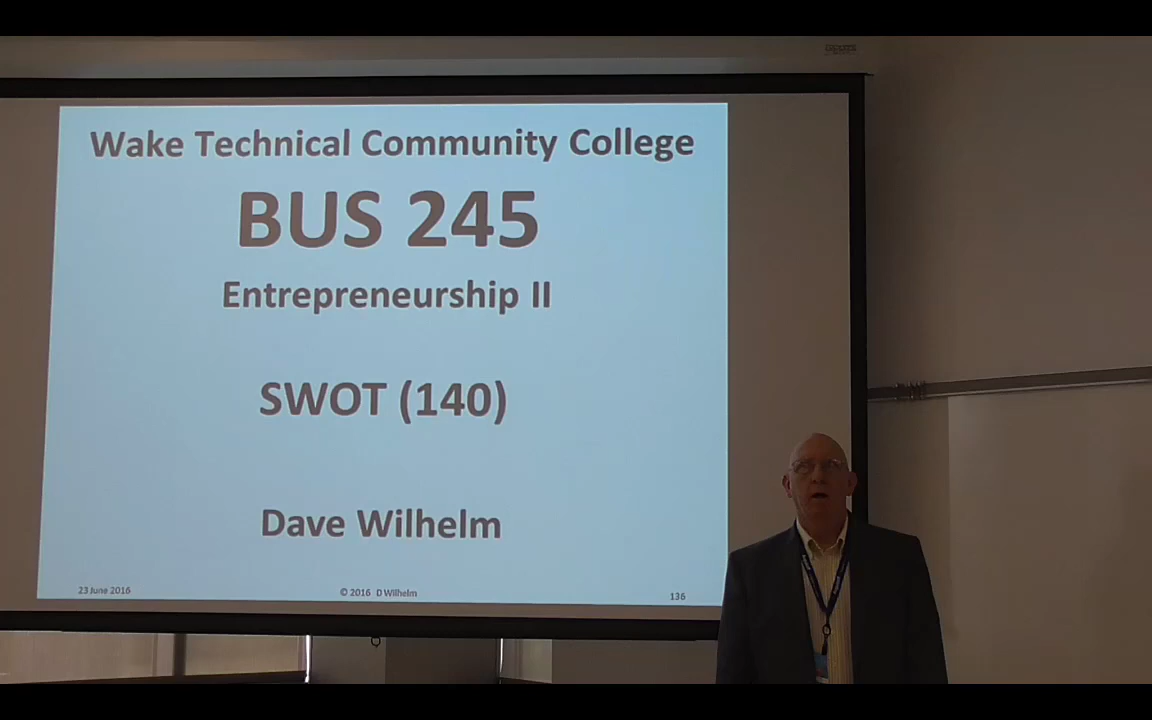 Wake Technical Community College
BUS 245
Entrepreneurship II
SWOT (140)
Dave Wilhelm
23 June 2016
© 2016 D Wilhelm
136